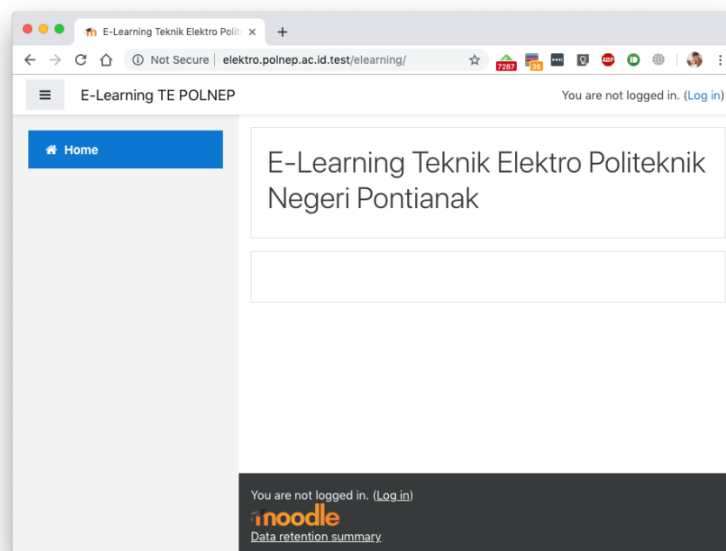 E-Learning Teknik Elektro Polit
Not Secure | elektro.polnep.ac.id.test/elearning/
7287
36
ABP
E-Learning TE POLNEP
You are not logged in. (Log in)
Home
E-Learning Teknik Elektro Politeknik
Negeri Pontianak
You are not logged in. (Log in)
moodle
Data retention summary